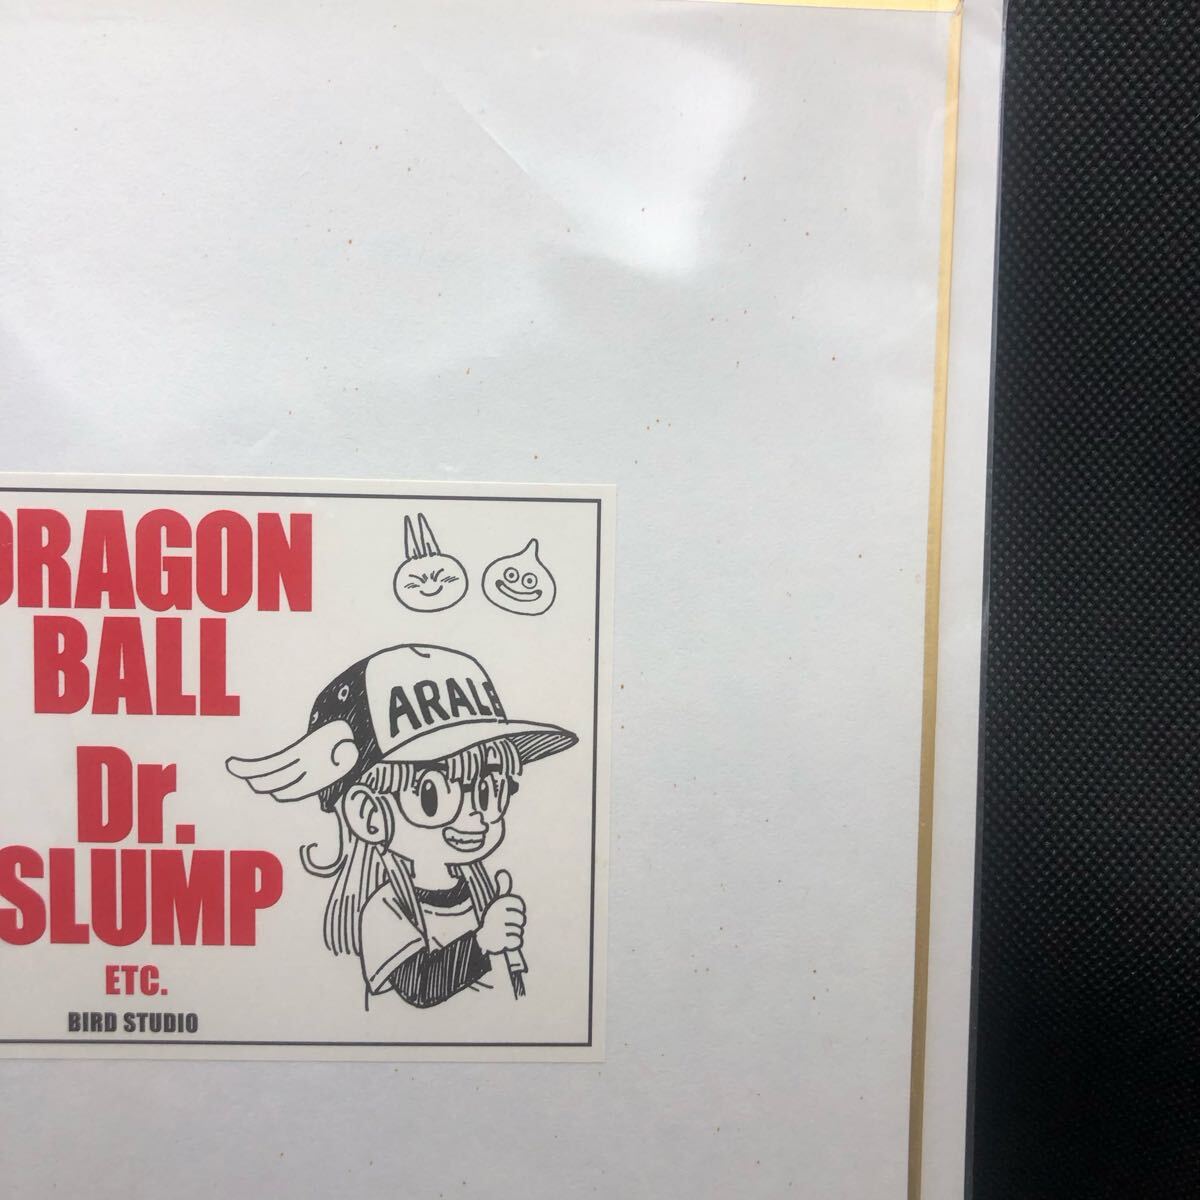 DRAGON
BALL
Dr.
SLUMP
ETC.
BIRD STUDIO
ARALE